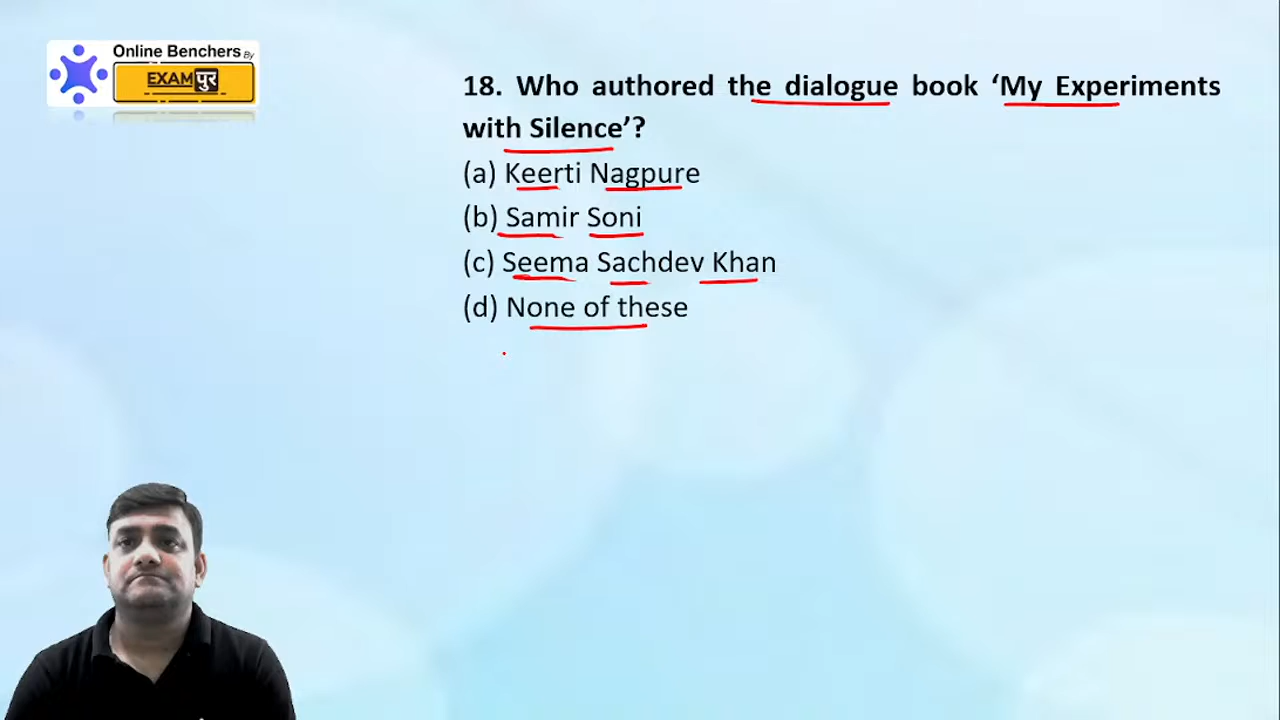 Online Benchers By
EXAMपुर
18. Who authored the dialogue book ‘My Experiments
with Silence’?
(a) Keerti Nagpure
(b) Samir Soni
(c) Seema Sachdev Khan
(d) None of these